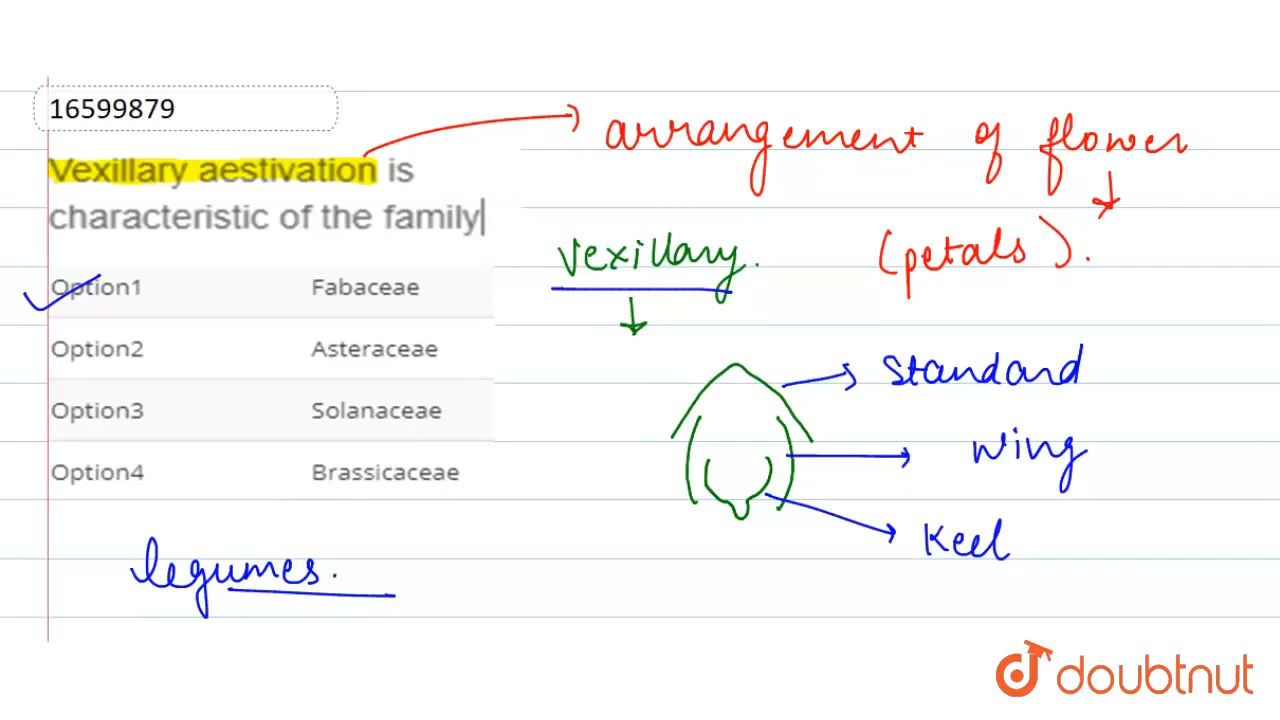 16599879
Vexillary aestivation is
characteristic of the family
Option1 Fabaceae
Option2 Asteraceae
Option3 Solanaceae
Option4 Brassicaceae
arrangement of flower
(petals).
vexillary.
Standard
wing
Keel
legumes.
doubtnut